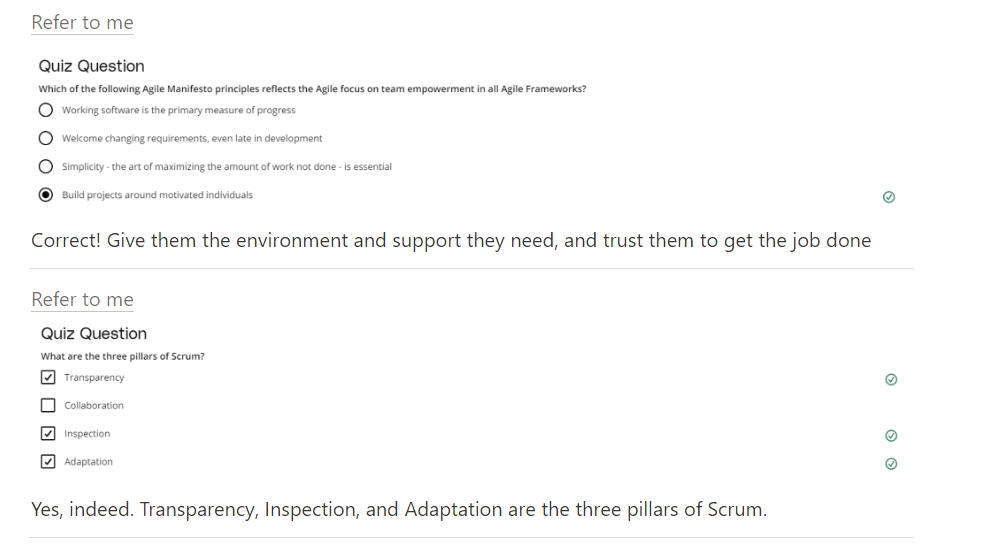 Refer to me
Quiz Question
Which of the following Agile Manifesto principles reflects the Agile focus on team empowerment in all Agile Frameworks?
Working software is the primary measure of progress
Welcome changing requirements, even late in development
Simplicity - the art of maximizing the amount of work not done - is essential
Build projects around motivated individuals
Correct! Give them the environment and support they need, and trust them to get the job done
Refer to me
Quiz Question
What are the three pillars of Scrum?
Transparency
Collaboration
Inspection
Adaptation
Yes, indeed. Transparency, Inspection, and Adaptation are the three pillars of Scrum.